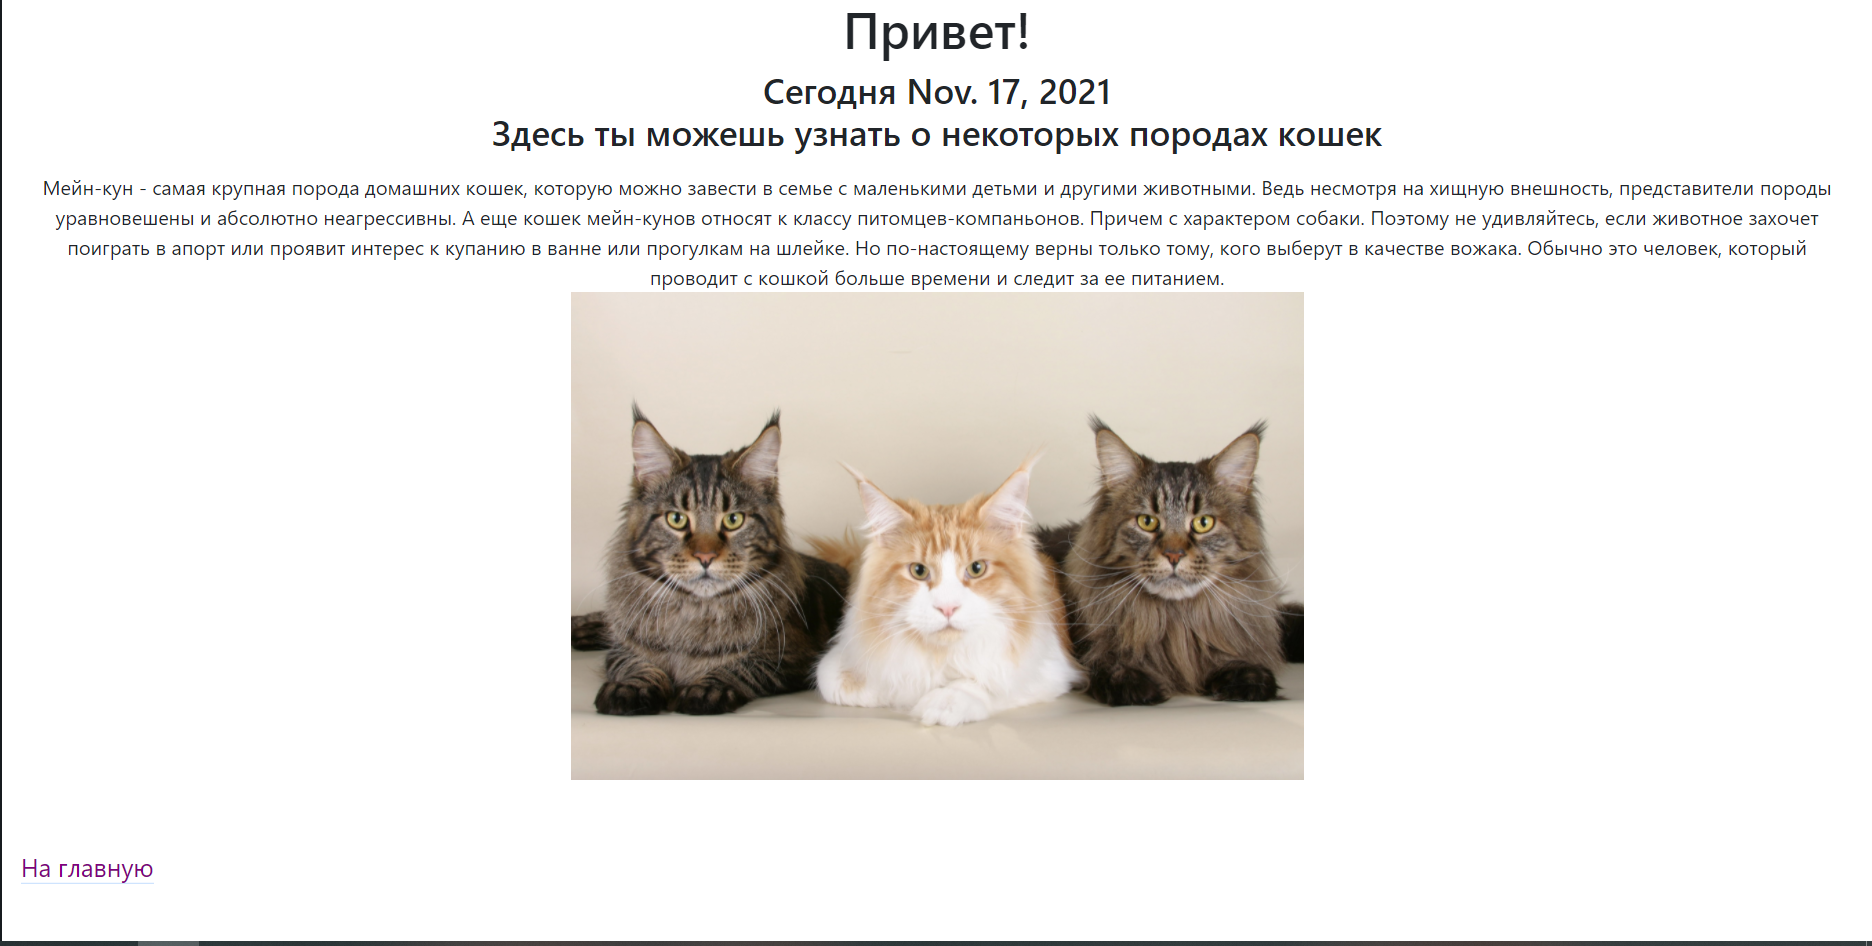 Привет!
Сегодня Nov. 17, 2021
Здесь ты можешь узнать о некоторых породах кошек
Мейн-кун - самая крупная порода домашних кошек, которую можно завести в семье с маленькими детьми и другими животными. Ведь несмотря на хищную внешность, представители породы
уравновешены и абсолютно неагрессивны. А еще кошек мейн-кунов относят к классу питомцев-компаньонов. Причем с характером собаки. Поэтому не удивляйтесь, если животное захочет
поиграть в апорт или проявит интерес к купанию в ванне или прогулкам на шлейке. Но по-настоящему верны только тому, кого выберут в качестве вожака. Обычно это человек, который
проводит с кошкой больше времени и следит за ее питанием.
На главную